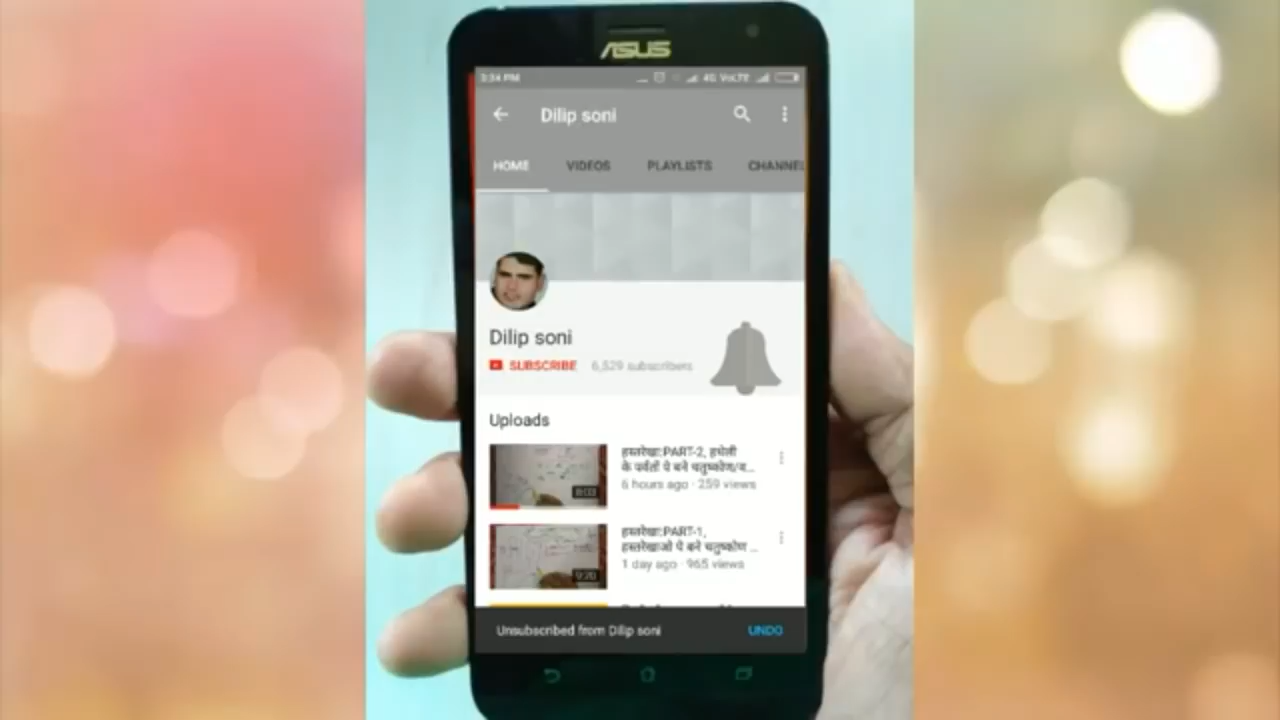 ASUS
3:34 PM
4G VoLTE
Dilip soni
HOME VIDEOS PLAYLISTS CHANNEL
Dilip soni
SUBSCRIBE 6,529 subscribers
Uploads
हस्तरेखा:PART-2, हथेली
के पर्वतों पे बने चतुष्कोण/व...
6 hours ago · 259 views
8:03
हस्तरेखा:PART-1,
हस्तरेखाओ पे बने चतुष्कोण ...
1 day ago · 965 views
9:20
Unsubscribed from Dilip soni UNDO